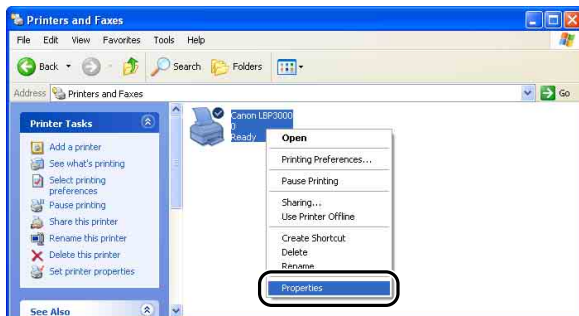 Printers and Faxes
File Edit View Favorites Tools Help
Back Search Folders
Address Printers and Faxes Go
Printer Tasks
Add a printer
See what's printing
Select printing
preferences
Pause printing
Share this printer
Rename this printer
Delete this printer
Set printer properties
See Also
Canon LBP3000
0
Ready
Open
Printing Preferences...
Pause Printing
Sharing...
Use Printer Offline
Create Shortcut
Delete
Rename
Properties